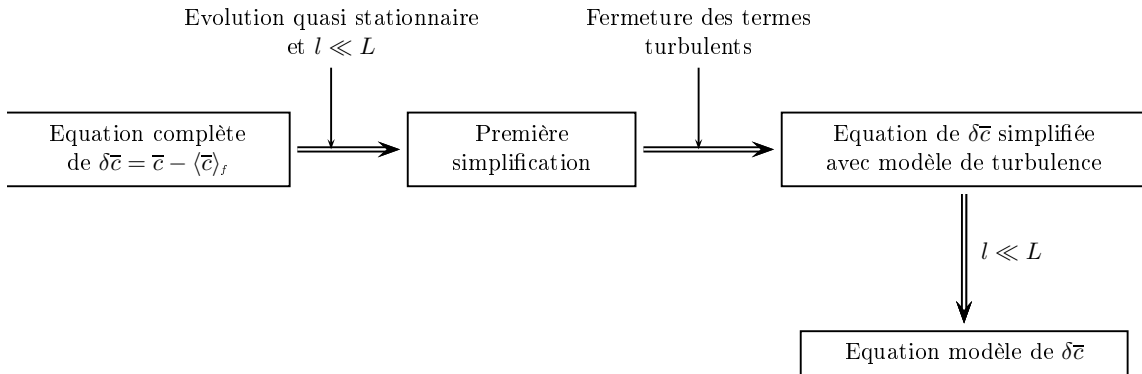 Evolution quasi stationnaire
et l ≪ L
Fermeture des termes
turbulents
Equation complète
de δc̅ = c̅ − ⟨c̅⟩f
Première
simplification
Equation de δc̅ simplifiée
avec modèle de turbulence
l ≪ L
Equation modèle de δc̅